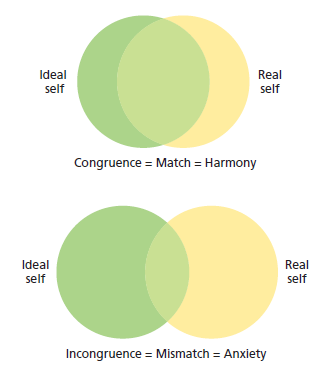 Ideal
self
Real
self
Congruence = Match = Harmony
Ideal
self
Real
self
Incongruence = Mismatch = Anxiety